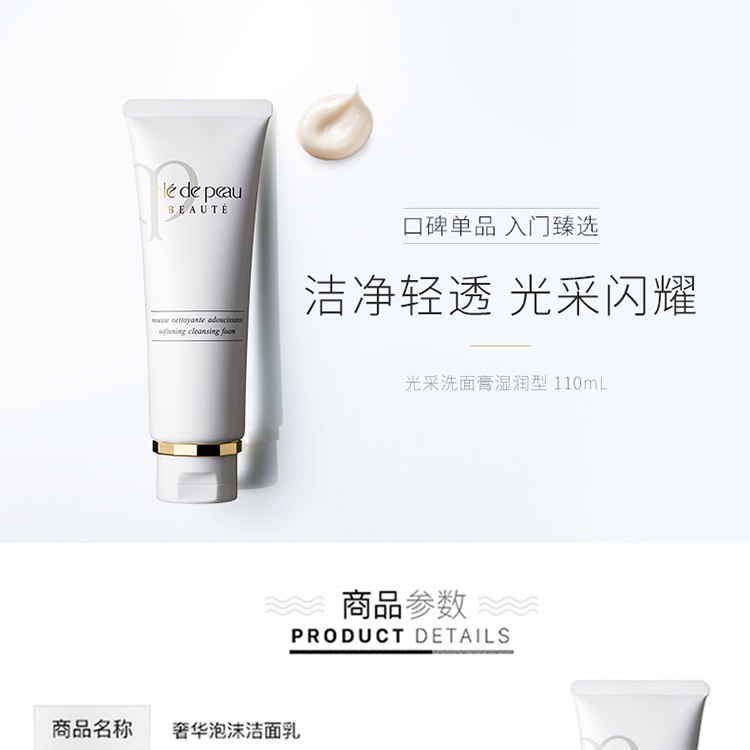 clé de peau
BEAUTÉ
mousse nettoyante adoucissante
softening cleansing foam
口碑单品 入门臻选
洁净轻透 光采闪耀
光采洗面膏湿润型 110mL
商品参数
PRODUCT DETAILS
商品名称 奢华泡沫洁面乳